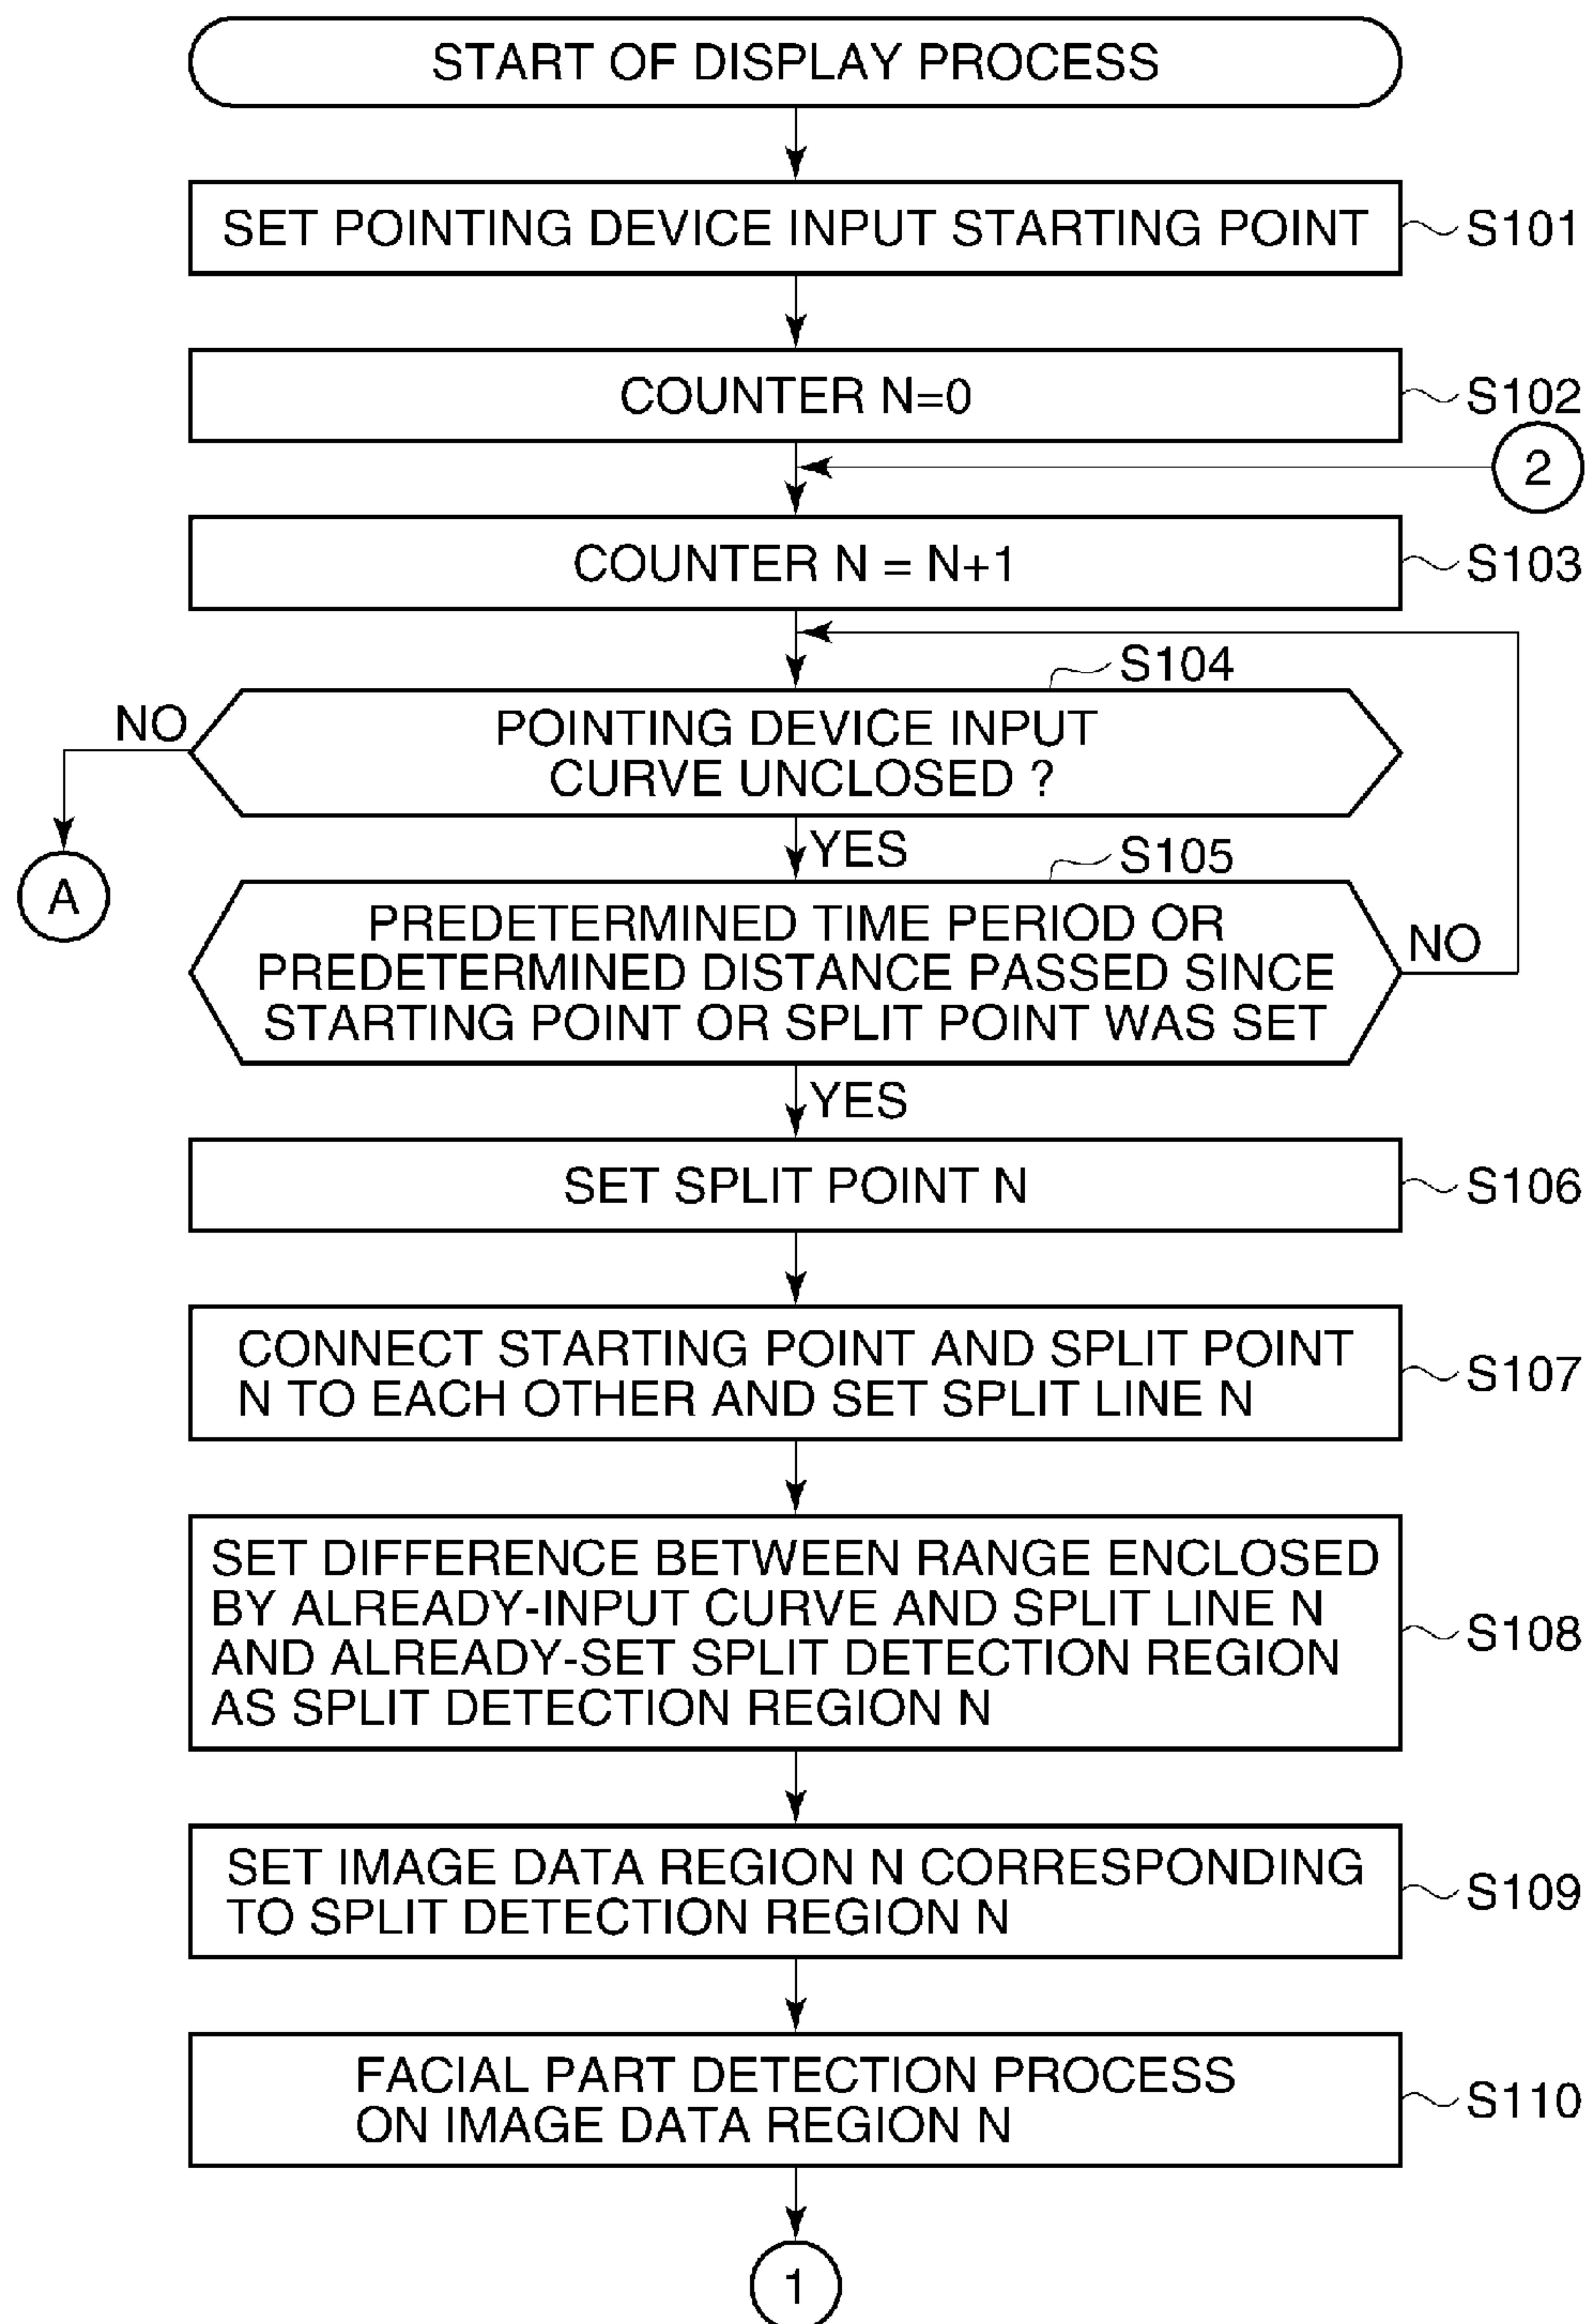 START OF DISPLAY PROCESS
SET POINTING DEVICE INPUT STARTING POINT
S101
COUNTER N=0
S102
2
COUNTER N = N+1
S103
S104
NO
POINTING DEVICE INPUT
CURVE UNCLOSED ?
YES
S105
A
PREDETERMINED TIME PERIOD OR
PREDETERMINED DISTANCE PASSED SINCE
STARTING POINT OR SPLIT POINT WAS SET
NO
YES
SET SPLIT POINT N
S106
CONNECT STARTING POINT AND SPLIT POINT
N TO EACH OTHER AND SET SPLIT LINE N
S107
SET DIFFERENCE BETWEEN RANGE ENCLOSED
BY ALREADY-INPUT CURVE AND SPLIT LINE N
AND ALREADY-SET SPLIT DETECTION REGION
AS SPLIT DETECTION REGION N
S108
SET IMAGE DATA REGION N CORRESPONDING
TO SPLIT DETECTION REGION N
S109
FACIAL PART DETECTION PROCESS
ON IMAGE DATA REGION N
S110
1